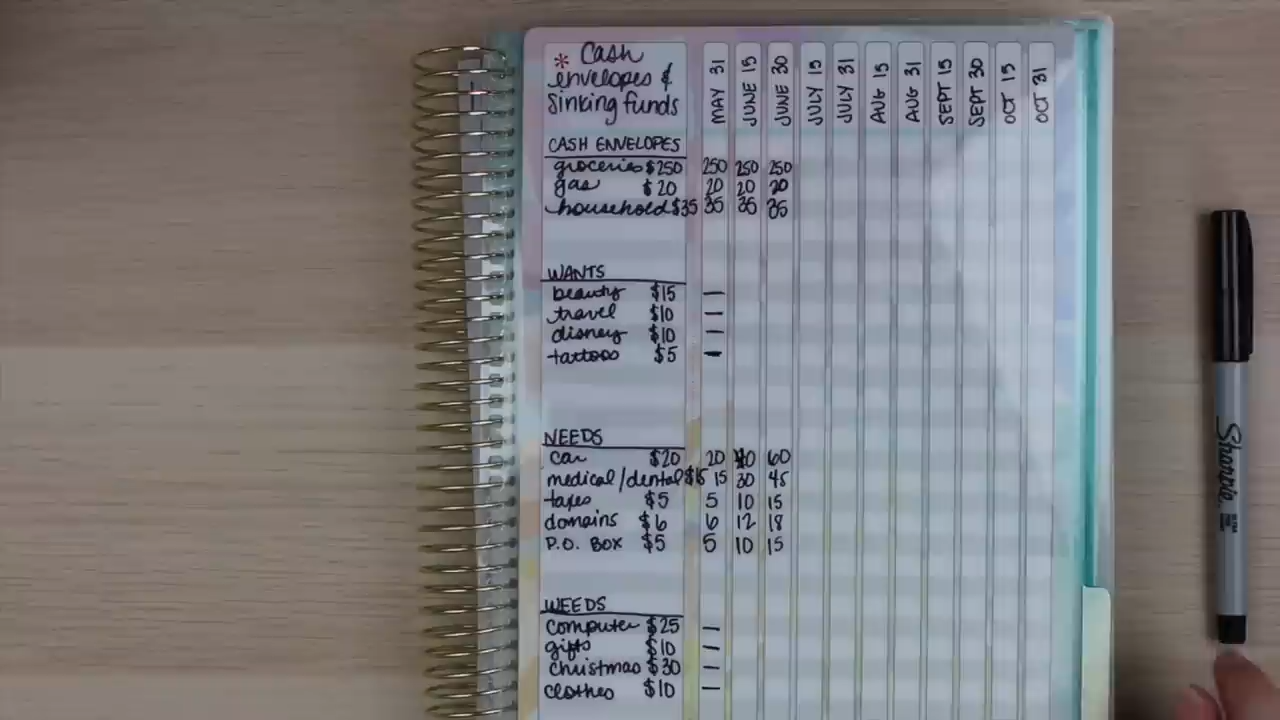 * Cash
envelopes &
sinking funds
MAY 31 JUNE 15 JUNE 30 JULY 15 JULY 31 AUG 15 AUG 31 SEPT 15 SEPT 30 OCT 15 OCT 31
CASH ENVELOPES
groceries $250 250 250 250
gas $20 20 20 20
household $35 35 35 35
WANTS
beauty $15 —
travel $10 —
disney $10 —
tattoos $5 —
NEEDS
car $20 20 40 60
medical/dental $15 15 30 45
taxes $5 5 10 15
domains $6 6 12 18
P.O. BOX $5 5 10 15
WEEDS
computer $25 —
gifts $10 —
christmas $30 —
clothes $10 —
Sharpie